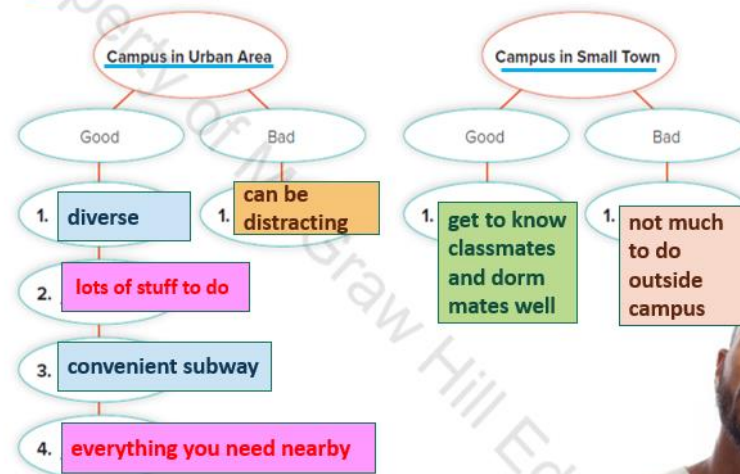 Campus in Urban Area
Good
Bad
1. diverse
2. lots of stuff to do
3. convenient subway
4. everything you need nearby
1. can be
distracting
Campus in Small Town
Good
Bad
1. get to know
classmates
and dorm
mates well
1. not much
to do
outside
campus